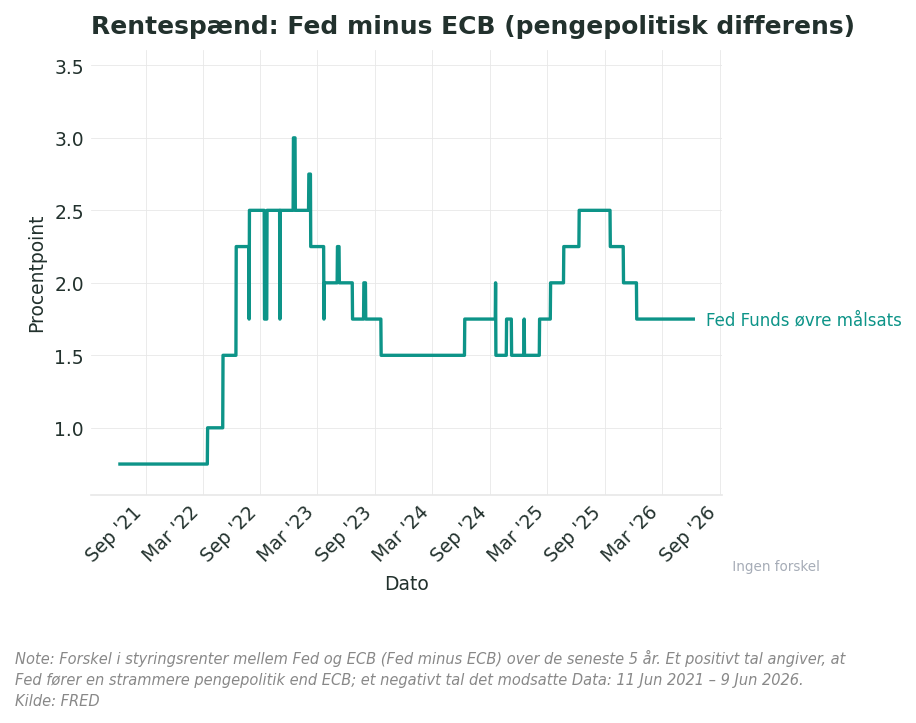 Rentespænd: Fed minus ECB (pengepolitisk differens)
Procentpoint
3.5
3.0
2.5
2.0
1.5
1.0
Fed Funds øvre målsats
Sep '21
Mar '22
Sep '22
Mar '23
Sep '23
Mar '24
Sep '24
Mar '25
Sep '25
Mar '26
Sep '26
Ingen forskel
Dato
Note: Forskel i styringsrenter mellem Fed og ECB (Fed minus ECB) over de seneste 5 år. Et positivt tal angiver, at
Fed fører en strammere pengepolitik end ECB; et negativt tal det modsatte Data: 11 Jun 2021 – 9 Jun 2026.
Kilde: FRED